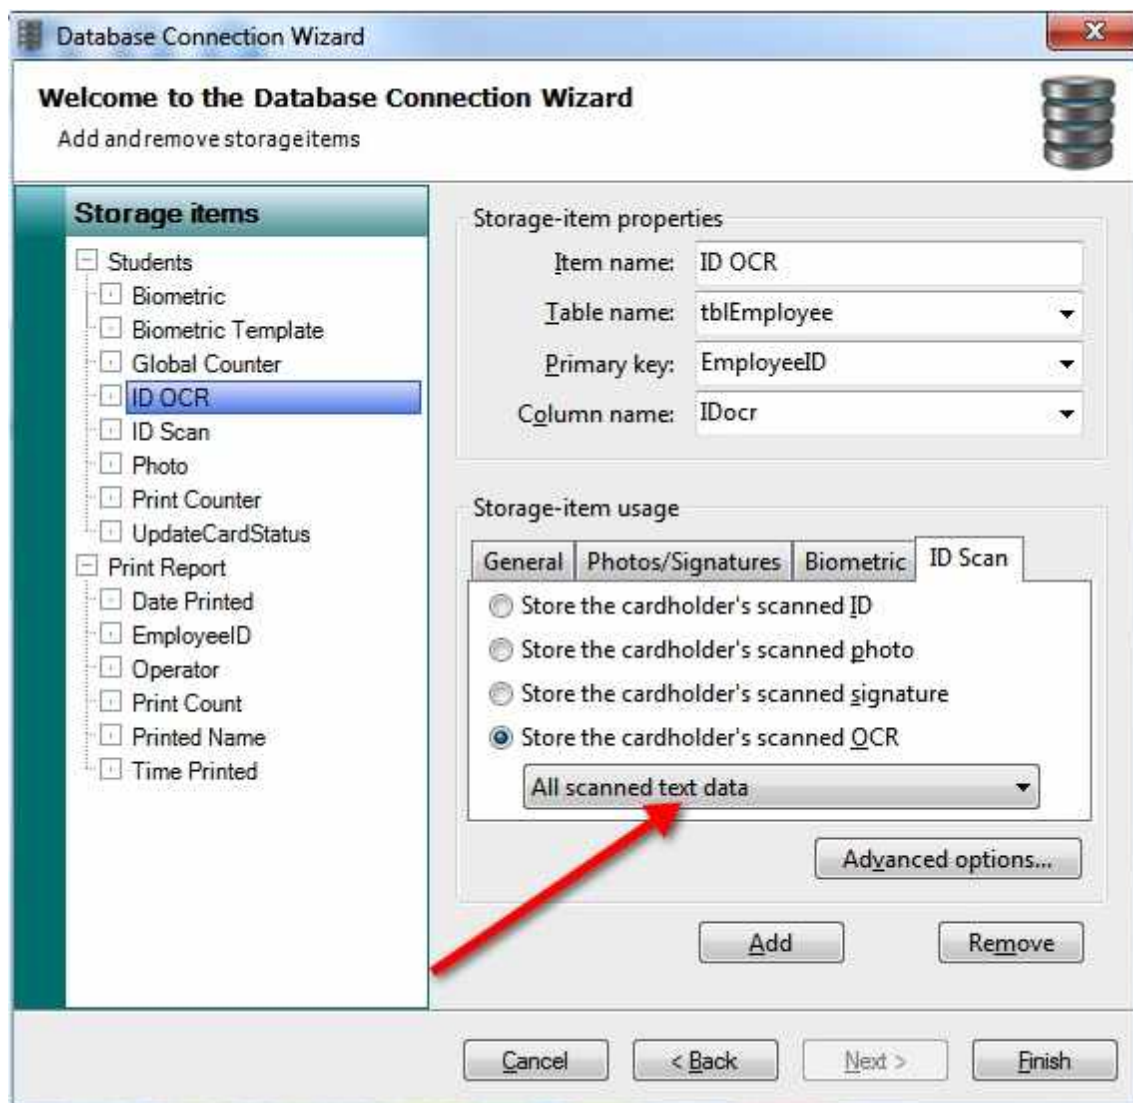 Database Connection Wizard
Welcome to the Database Connection Wizard
Add and remove storage items
Storage items
Students
Biometric
Biometric Template
Global Counter
ID OCR
ID Scan
Photo
Print Counter
UpdateCardStatus
Print Report
Date Printed
EmployeeID
Operator
Print Count
Printed Name
Time Printed
Storage-item properties
Item name: ID OCR
Table name: tblEmployee
Primary key: EmployeeID
Column name: IDocr
Storage-item usage
General Photos/Signatures Biometric ID Scan
Store the cardholder's scanned ID
Store the cardholder's scanned photo
Store the cardholder's scanned signature
Store the cardholder's scanned OCR
All scanned text data
Advanced options...
Add Remove
Cancel < Back Next > Finish